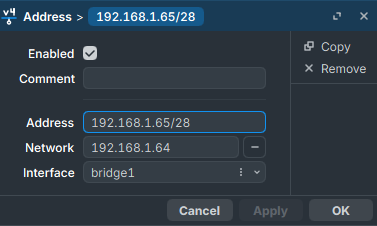 v4 Address > 192.168.1.65/28
Enabled
Comment
Address 192.168.1.65/28
Network 192.168.1.64
Interface bridge1
Copy
Remove
Cancel Apply OK